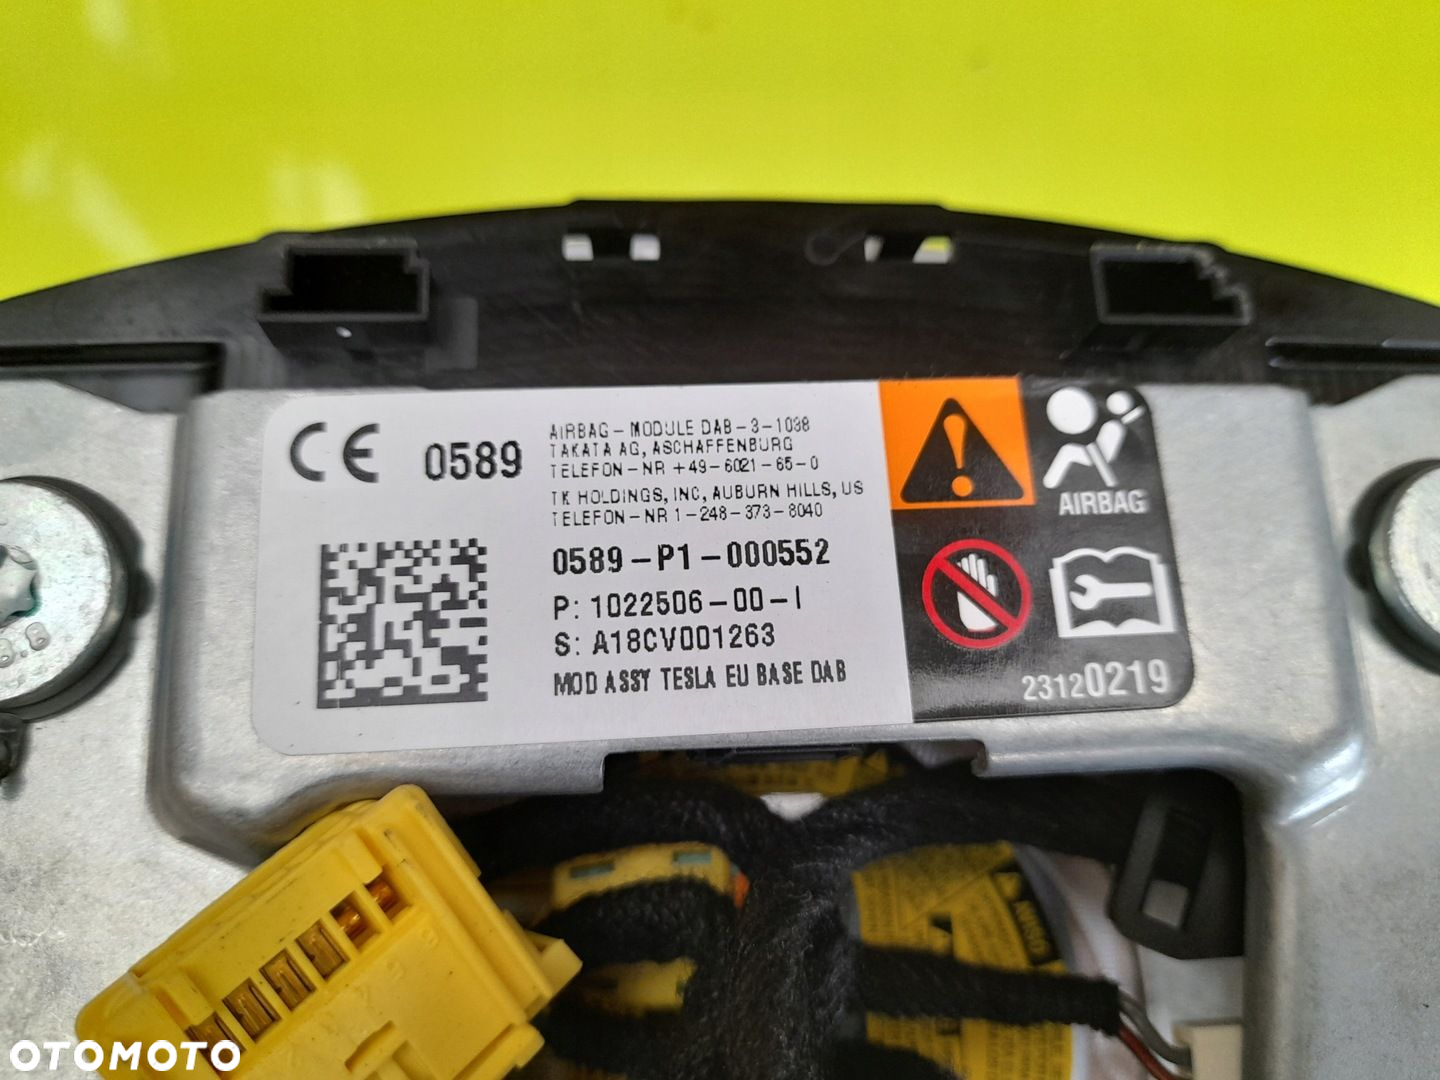 CE 0589
AIRBAG-MODULE DAB-3-1038
TAKATA AG, ASCHAFFENBURG
TELEFON-NR +49-6021-65-0
TK HOLDINGS, INC, AUBURN HILLS, US
TELEFON-NR 1-248-373-8040
0589-P1-000552
P: 1022506-00-I
S: A18CV001263
MOD ASSY TESLA EU BASE DAB
AIRBAG
23120219
OTOMOTO